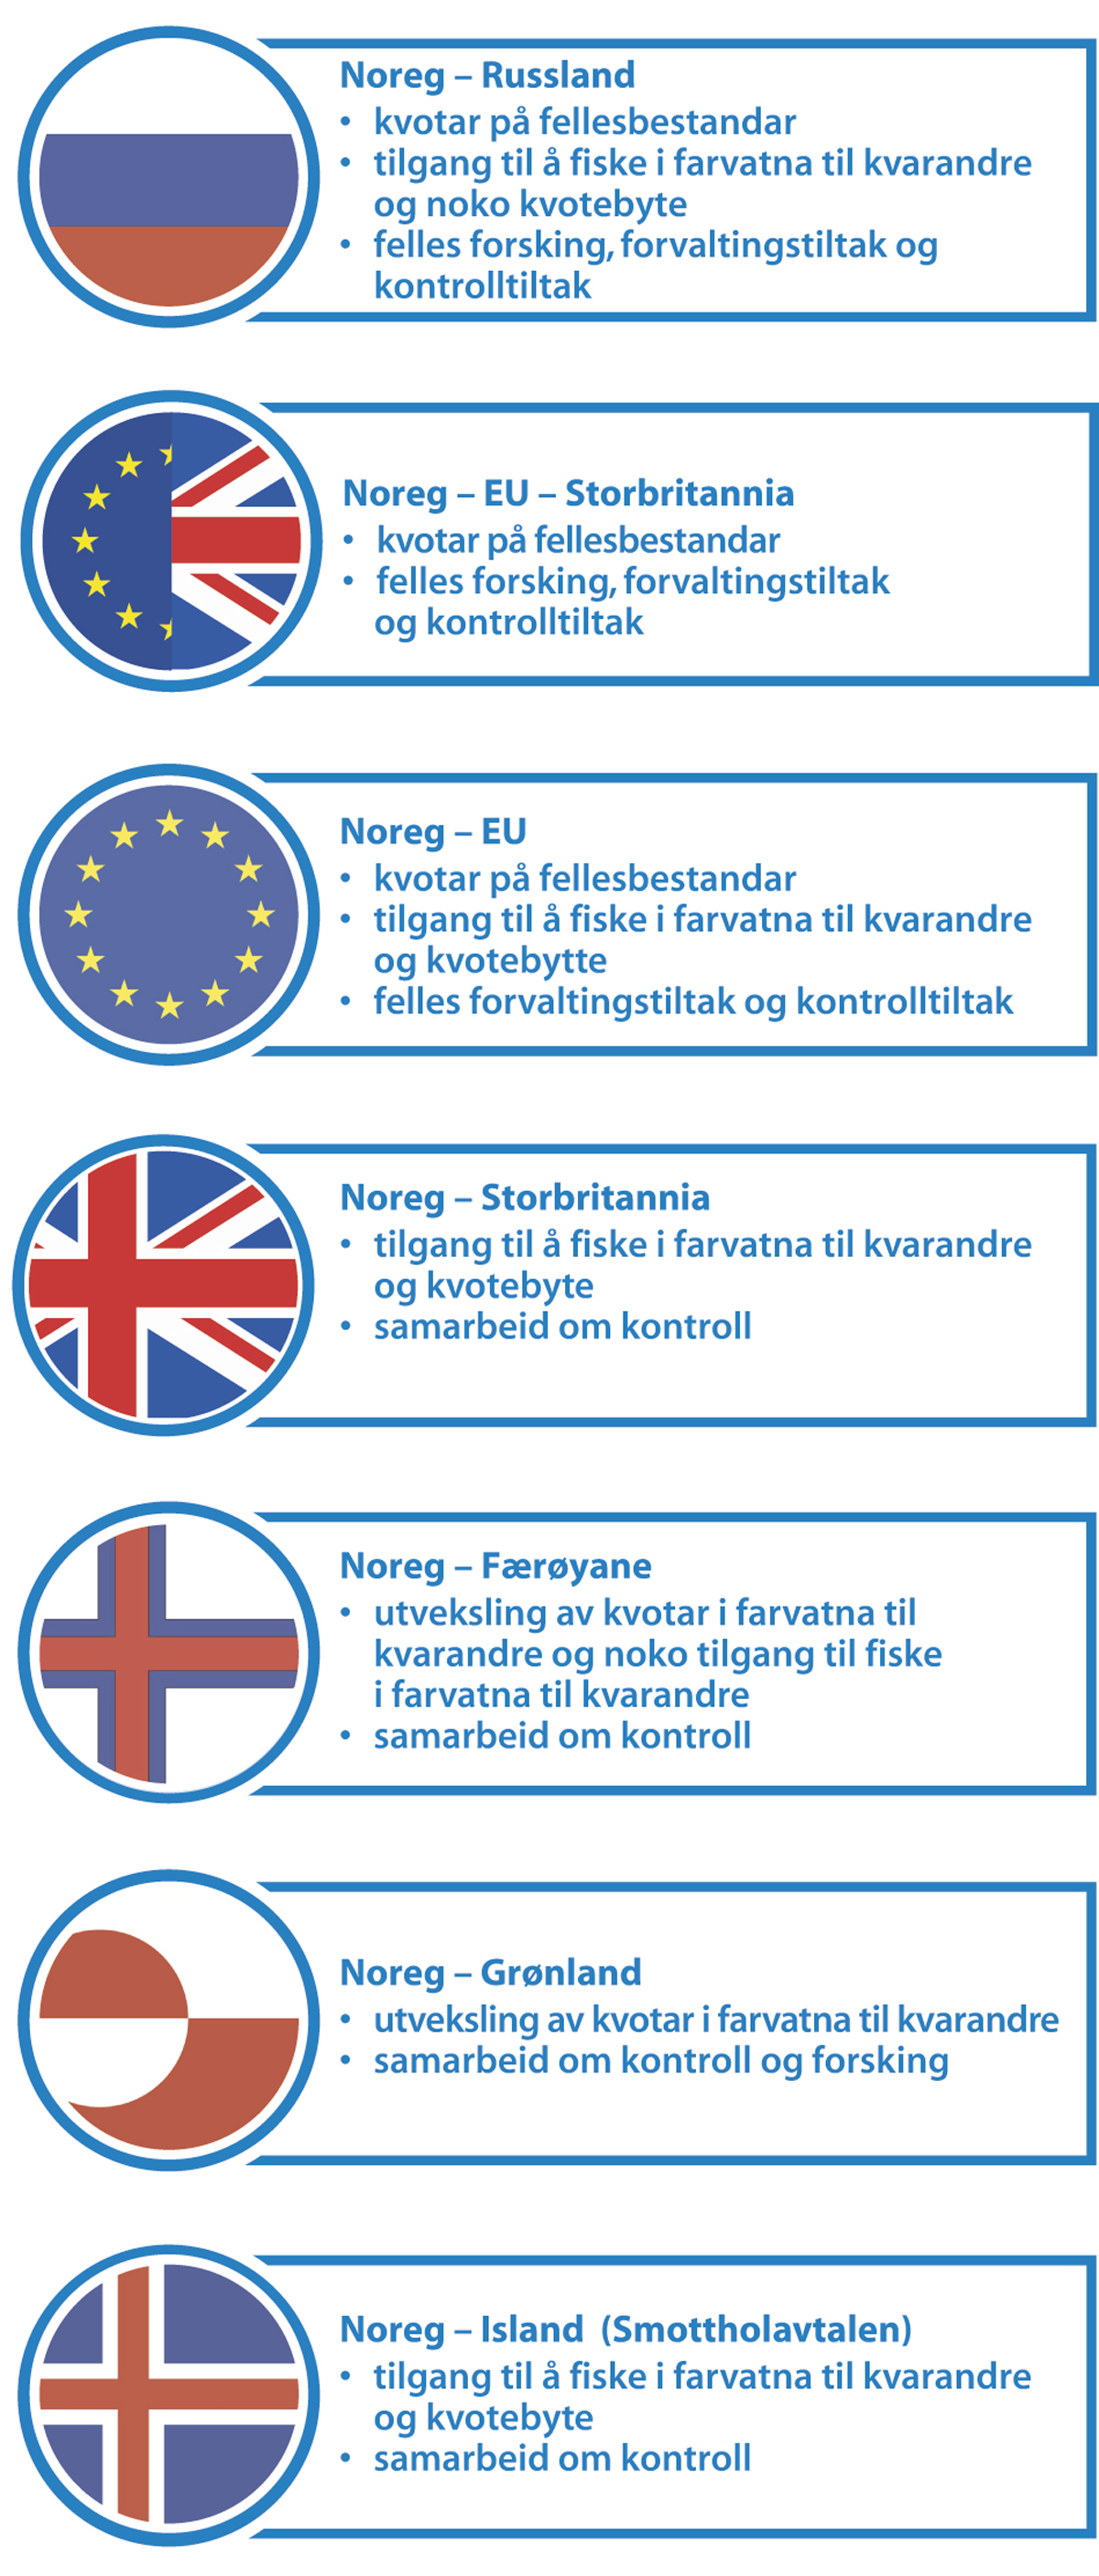 Noreg – Russland
• kvotar på fellesbestandar
• tilgang til å fiske i farvatna til kvarandre
og noko kvotebyte
• felles forsking, forvaltingstiltak og
kontrolltiltak
Noreg – EU – Storbritannia
• kvotar på fellesbestandar
• felles forsking, forvaltingstiltak
og kontrolltiltak
Noreg – EU
• kvotar på fellesbestandar
• tilgang til å fiske i farvatna til kvarandre
og kvotebytte
• felles forvaltingstiltak og kontrolltiltak
Noreg – Storbritannia
• tilgang til å fiske i farvatna til kvarandre
og kvotebyte
• samarbeid om kontroll
Noreg – Færøyane
• utveksling av kvotar i farvatna til
kvarandre og noko tilgang til fiske
i farvatna til kvarandre
• samarbeid om kontroll
Noreg – Grønland
• utveksling av kvotar i farvatna til kvarandre
• samarbeid om kontroll og forsking
Noreg – Island (Smottholavtalen)
• tilgang til å fiske i farvatna til kvarandre
og kvotebyte
• samarbeid om kontroll